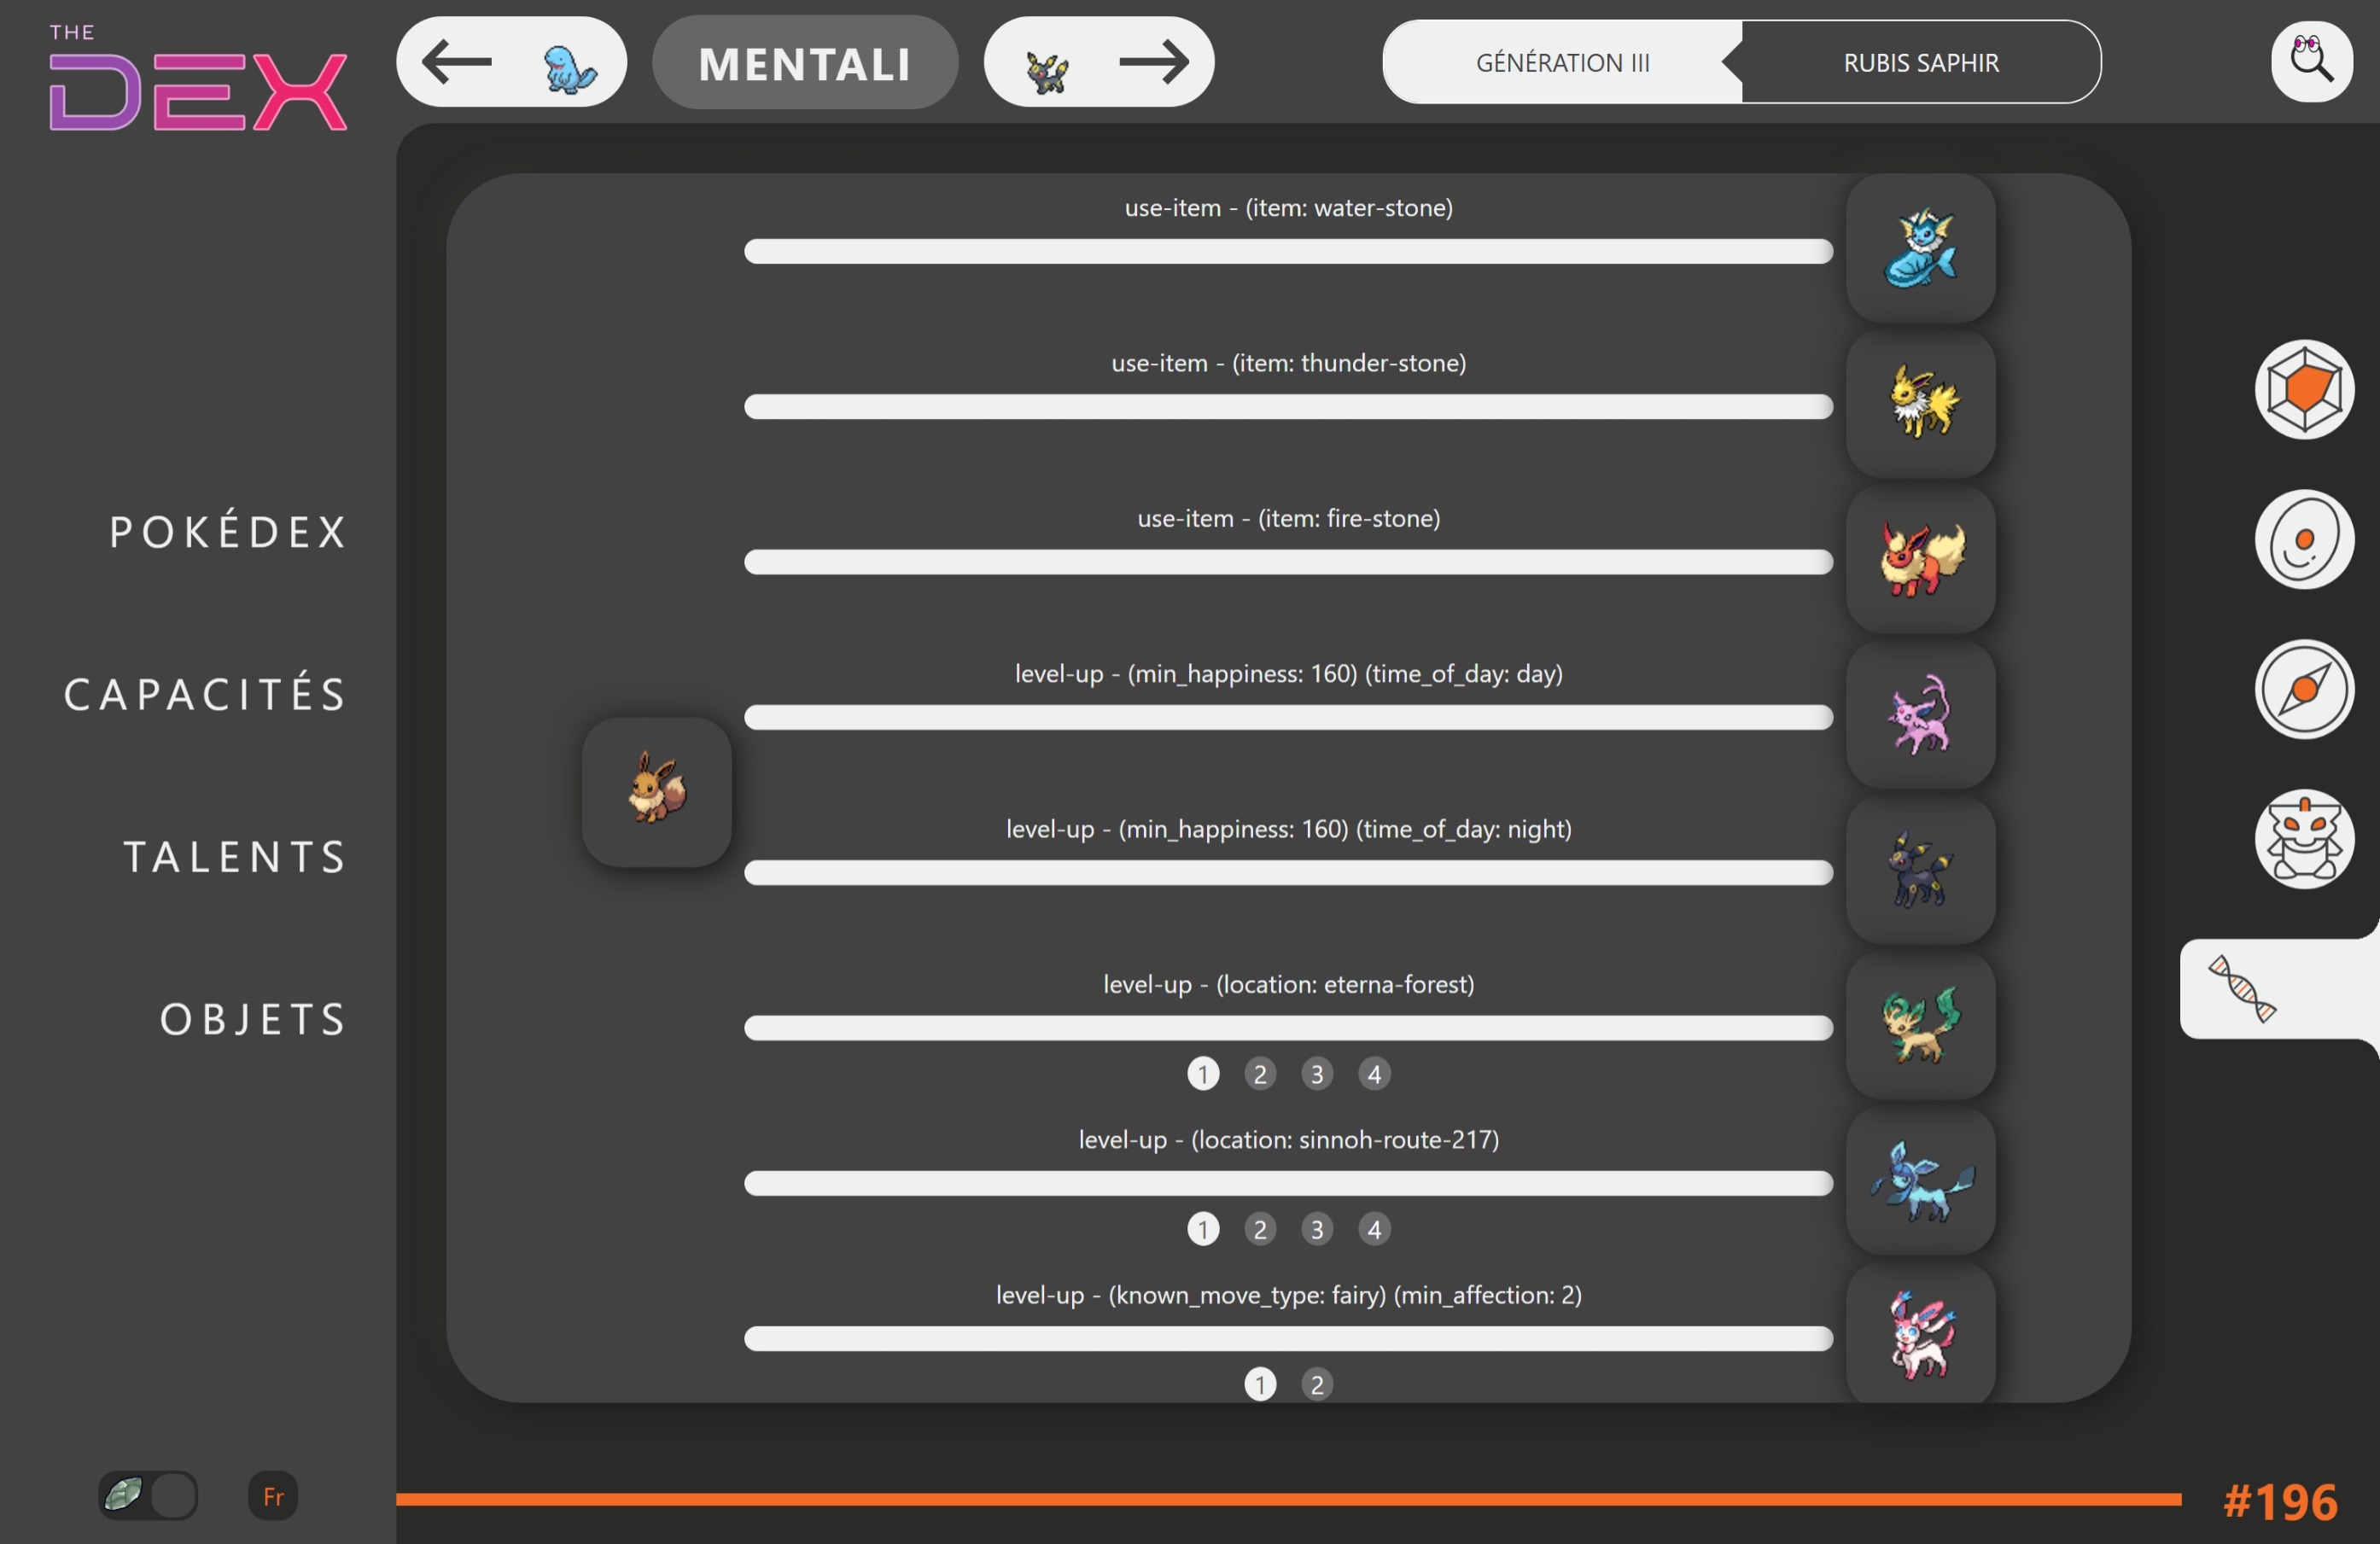 THE
DEX
MENTALI
GÉNÉRATION III
RUBIS SAPHIR
POKÉDEX
CAPACITÉS
TALENTS
OBJETS
use-item - (item: water-stone)
use-item - (item: thunder-stone)
use-item - (item: fire-stone)
level-up - (min_happiness: 160) (time_of_day: day)
level-up - (min_happiness: 160) (time_of_day: night)
level-up - (location: eterna-forest)
1 2 3 4
level-up - (location: sinnoh-route-217)
1 2 3 4
level-up - (known_move_type: fairy) (min_affection: 2)
1 2
Fr
#196